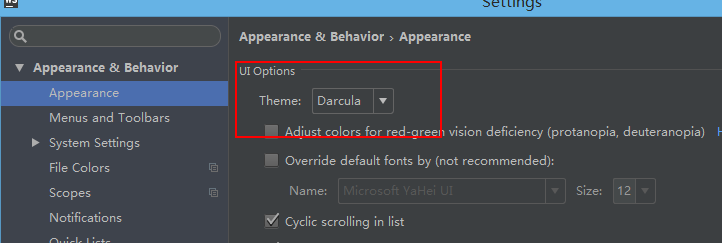 WS
Settings
Appearance & Behavior
Appearance
Menus and Toolbars
System Settings
File Colors
Scopes
Notifications
Quick Lists
Appearance & Behavior › Appearance
UI Options
Theme: Darcula
Adjust colors for red-green vision deficiency (protanopia, deuteranopia)
Override default fonts by (not recommended):
Name: Microsoft YaHei UI Size: 12
Cyclic scrolling in list